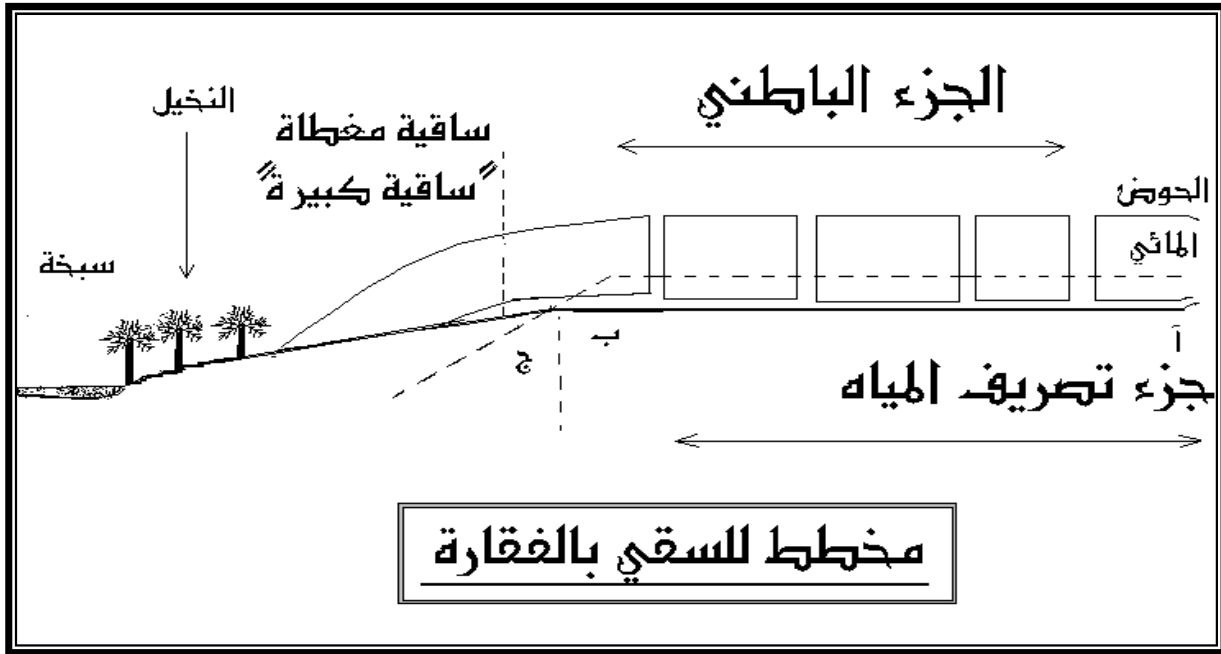 الجزء الباطني
النخيل
ساقية مغطاة
"ساقية كبيرة"
الحوض
المائي
سبخة
آ
ب
ج
جزء تصريف المياه
مخطط للسقي بالفقارة